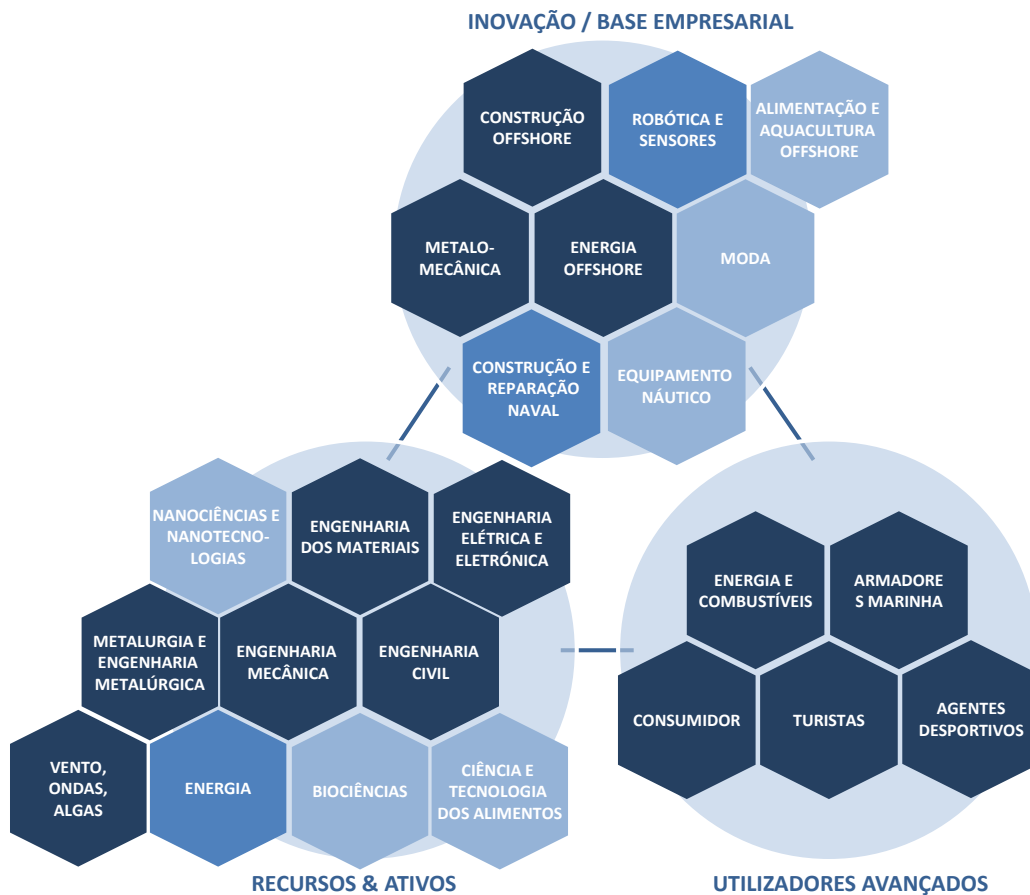 INOVAÇÃO / BASE EMPRESARIAL
CONSTRUÇÃO
OFFSHORE
ROBÓTICA E
SENSORES
ALIMENTAÇÃO E
AQUACULTURA
OFFSHORE
METALO-
MECÂNICA
ENERGIA
OFFSHORE
MODA
CONSTRUÇÃO E
REPARAÇÃO
NAVAL
EQUIPAMENTO
NÁUTICO
NANOCIÊNCIAS E
NANOTECNO-
LOGIAS
ENGENHARIA
DOS MATERIAIS
ENGENHARIA
ELÉTRICA E
ELETRÓNICA
METALURGIA E
ENGENHARIA
METALÚRGICA
ENGENHARIA
MECÂNICA
ENGENHARIA
CIVIL
VENTO,
ONDAS,
ALGAS
ENERGIA
BIOCIÊNCIAS
CIÊNCIA E
TECNOLOGIA
DOS ALIMENTOS
RECURSOS & ATIVOS
ENERGIA E
COMBUSTÍVEIS
ARMADORE
S MARINHA
CONSUMIDOR
TURISTAS
AGENTES
DESPORTIVOS
UTILIZADORES AVANÇADOS